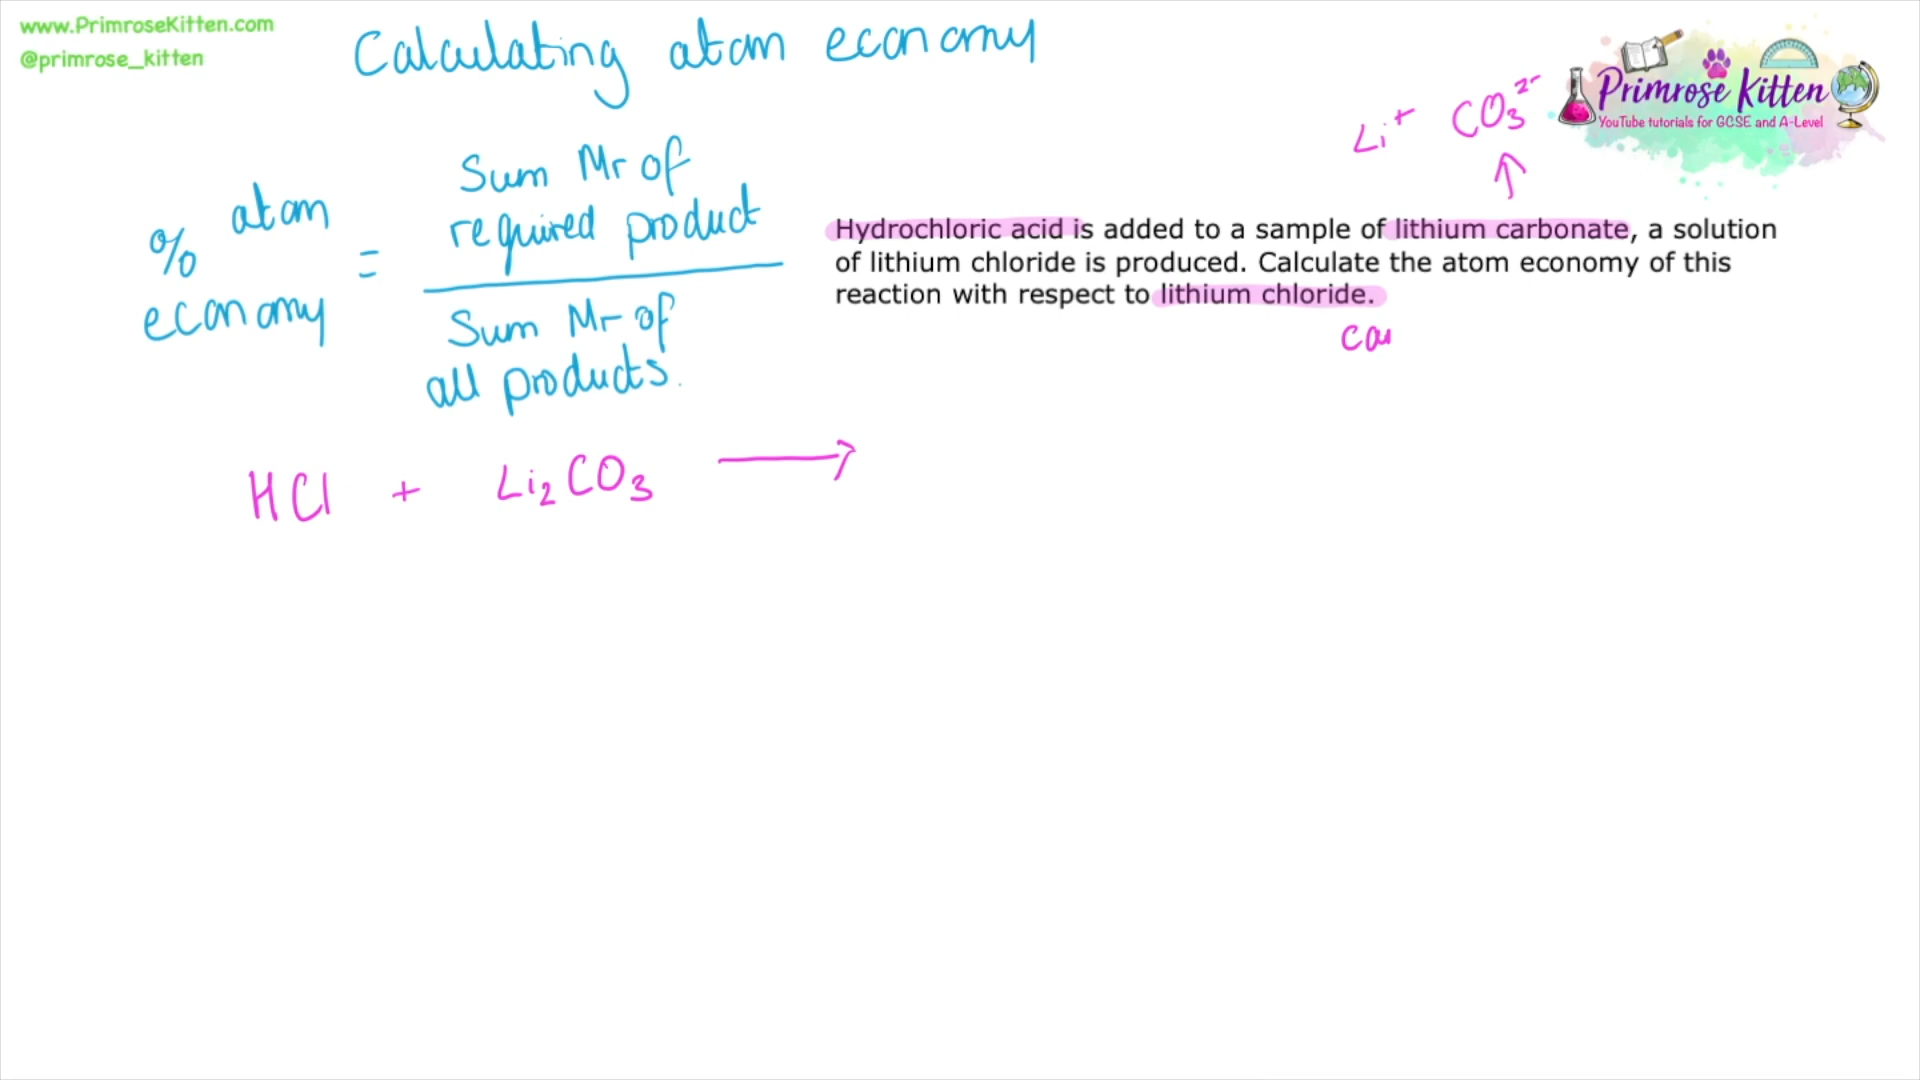 www.PrimroseKitten.com
@primrose_kitten
Calculating atom economy
Primrose Kitten
YouTube tutorials for GCSE and A-Level
Li⁺ CO₃²⁻
↑
% atom economy =
Sum Mr of
required product
Sum Mr of
all products.
Hydrochloric acid is added to a sample of lithium carbonate, a solution
of lithium chloride is produced. Calculate the atom economy of this
reaction with respect to lithium chloride.
Car
HCl + Li₂CO₃ ⟶